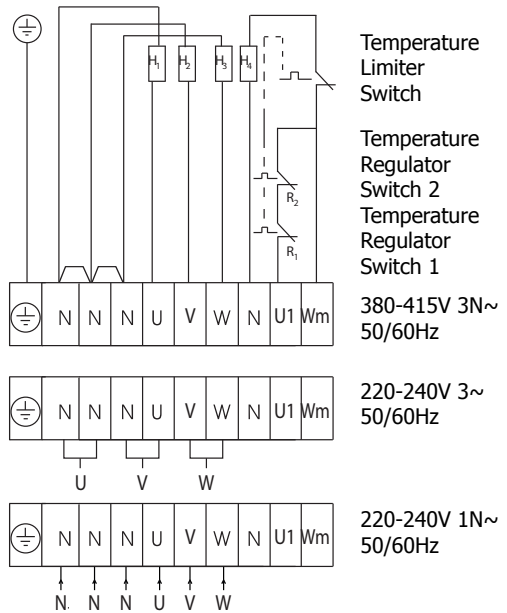 H1 H2 H3 H4
Temperature
Limiter
Switch
Temperature
Regulator
Switch 2
R2
Temperature
Regulator
Switch 1
R1
N N N U V W N U1 Wm
380-415V 3N~
50/60Hz
N N N U V W N U1 Wm
220-240V 3~
50/60Hz
U V W
N N N U V W N U1 Wm
220-240V 1N~
50/60Hz
N. N N U V W